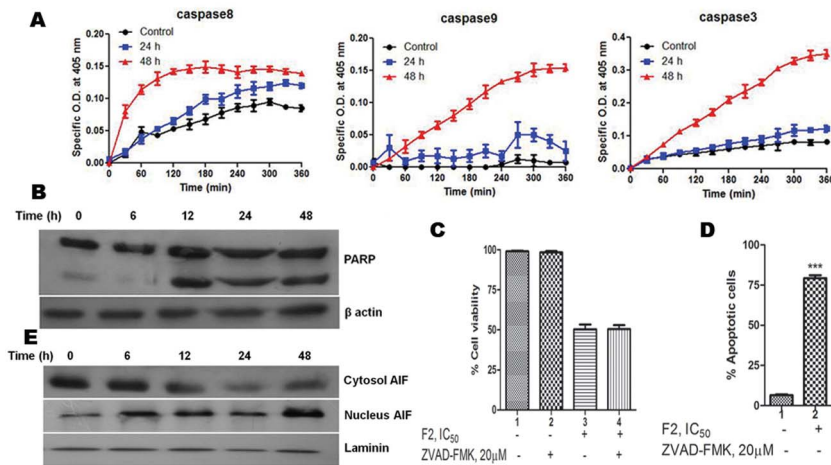 A
caspase8
Specific O.D. at 405 nm
0.20
0.15
0.10
0.05
0.00
Control
24 h
48 h
0 60 120 180 240 300 360
Time (min)
caspase9
Specific O.D. at 405 nm
0.20
0.15
0.10
0.05
0.00
Control
24 h
48 h
0 60 120 180 240 300 360
Time (min)
caspase3
Specific O.D. at 405 nm
0.4
0.3
0.2
0.1
0.0
Control
24 h
48 h
0 60 120 180 240 300 360
Time (min)
B
Time (h) 0 6 12 24 48
PARP
β actin
E
Time (h) 0 6 12 24 48
Cytosol AIF
Nucleus AIF
Laminin
C
% Cell viability
100
75
50
25
0
1 2 3 4
F2, IC50 - - + +
ZVAD-FMK, 20μM - + - +
D
% Apoptotic cells
100
75
50
25
0
***
1 2
F2, IC50 - +
ZVAD-FMK, 20μM - -